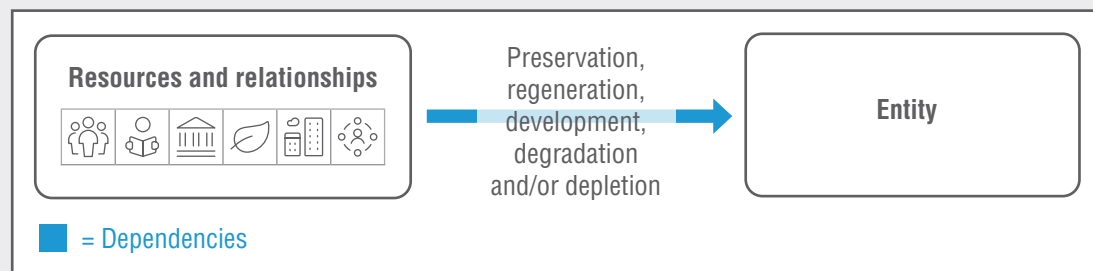 Resources and relationships
Preservation,
regeneration,
development,
degradation
and/or depletion
Entity
= Dependencies